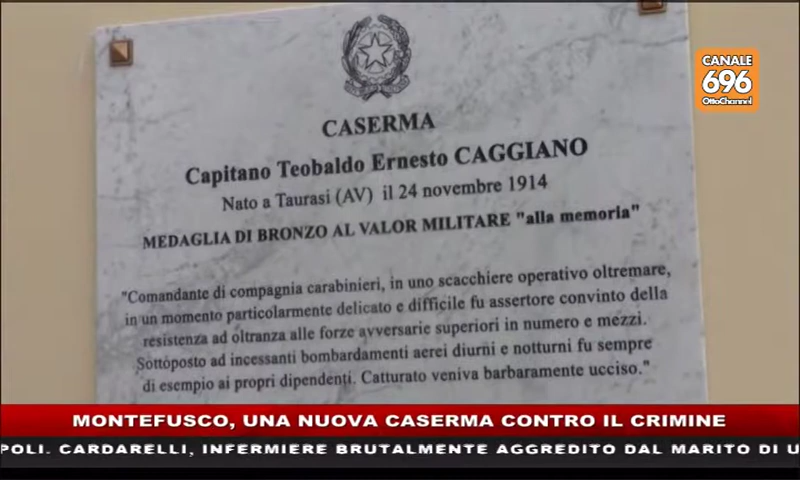 CANALE
696
OttoChannel
CASERMA
Capitano Teobaldo Ernesto CAGGIANO
Nato a Taurasi (AV) il 24 novembre 1914
MEDAGLIA DI BRONZO AL VALOR MILITARE "alla memoria"
"Comandante di compagnia carabinieri, in uno scacchiere operativo oltremare,
in un momento particolarmente delicato e difficile fu assertore convinto della
resistenza ad oltranza alle forze avversarie superiori in numero e mezzi.
Sottoposto ad incessanti bombardamenti aerei diurni e notturni fu sempre
di esempio ai propri dipendenti. Catturato veniva barbaramente ucciso."
MONTEFUSCO, UNA NUOVA CASERMA CONTRO IL CRIMINE
POLI. CARDARELLI, INFERMIERE BRUTALMENTE AGGREDITO DAL MARITO DI U